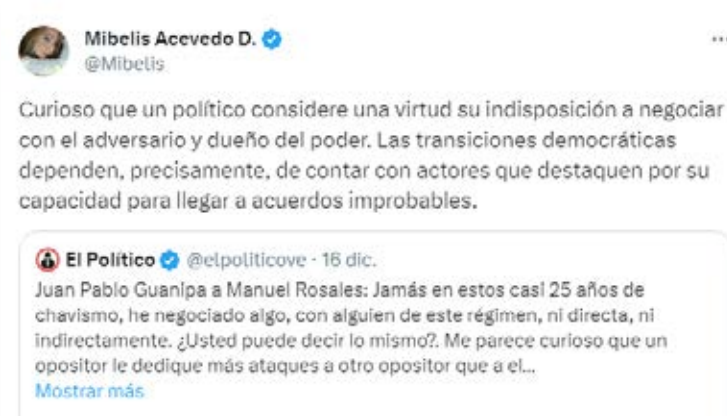 Mibelis Acevedo D.
@Mibelis
Curioso que un político considere una virtud su indisposición a negociar
con el adversario y dueño del poder. Las transiciones democráticas
dependen, precisamente, de contar con actores que destaquen por su
capacidad para llegar a acuerdos improbables.
El Político @elpoliticove · 16 dic.
Juan Pablo Guanipa a Manuel Rosales: Jamás en estos casi 25 años de
chavismo, he negociado algo, con alguien de este régimen, ni directa, ni
indirectamente. ¿Usted puede decir lo mismo?. Me parece curioso que un
opositor le dedique más ataques a otro opositor que a el...
Mostrar más